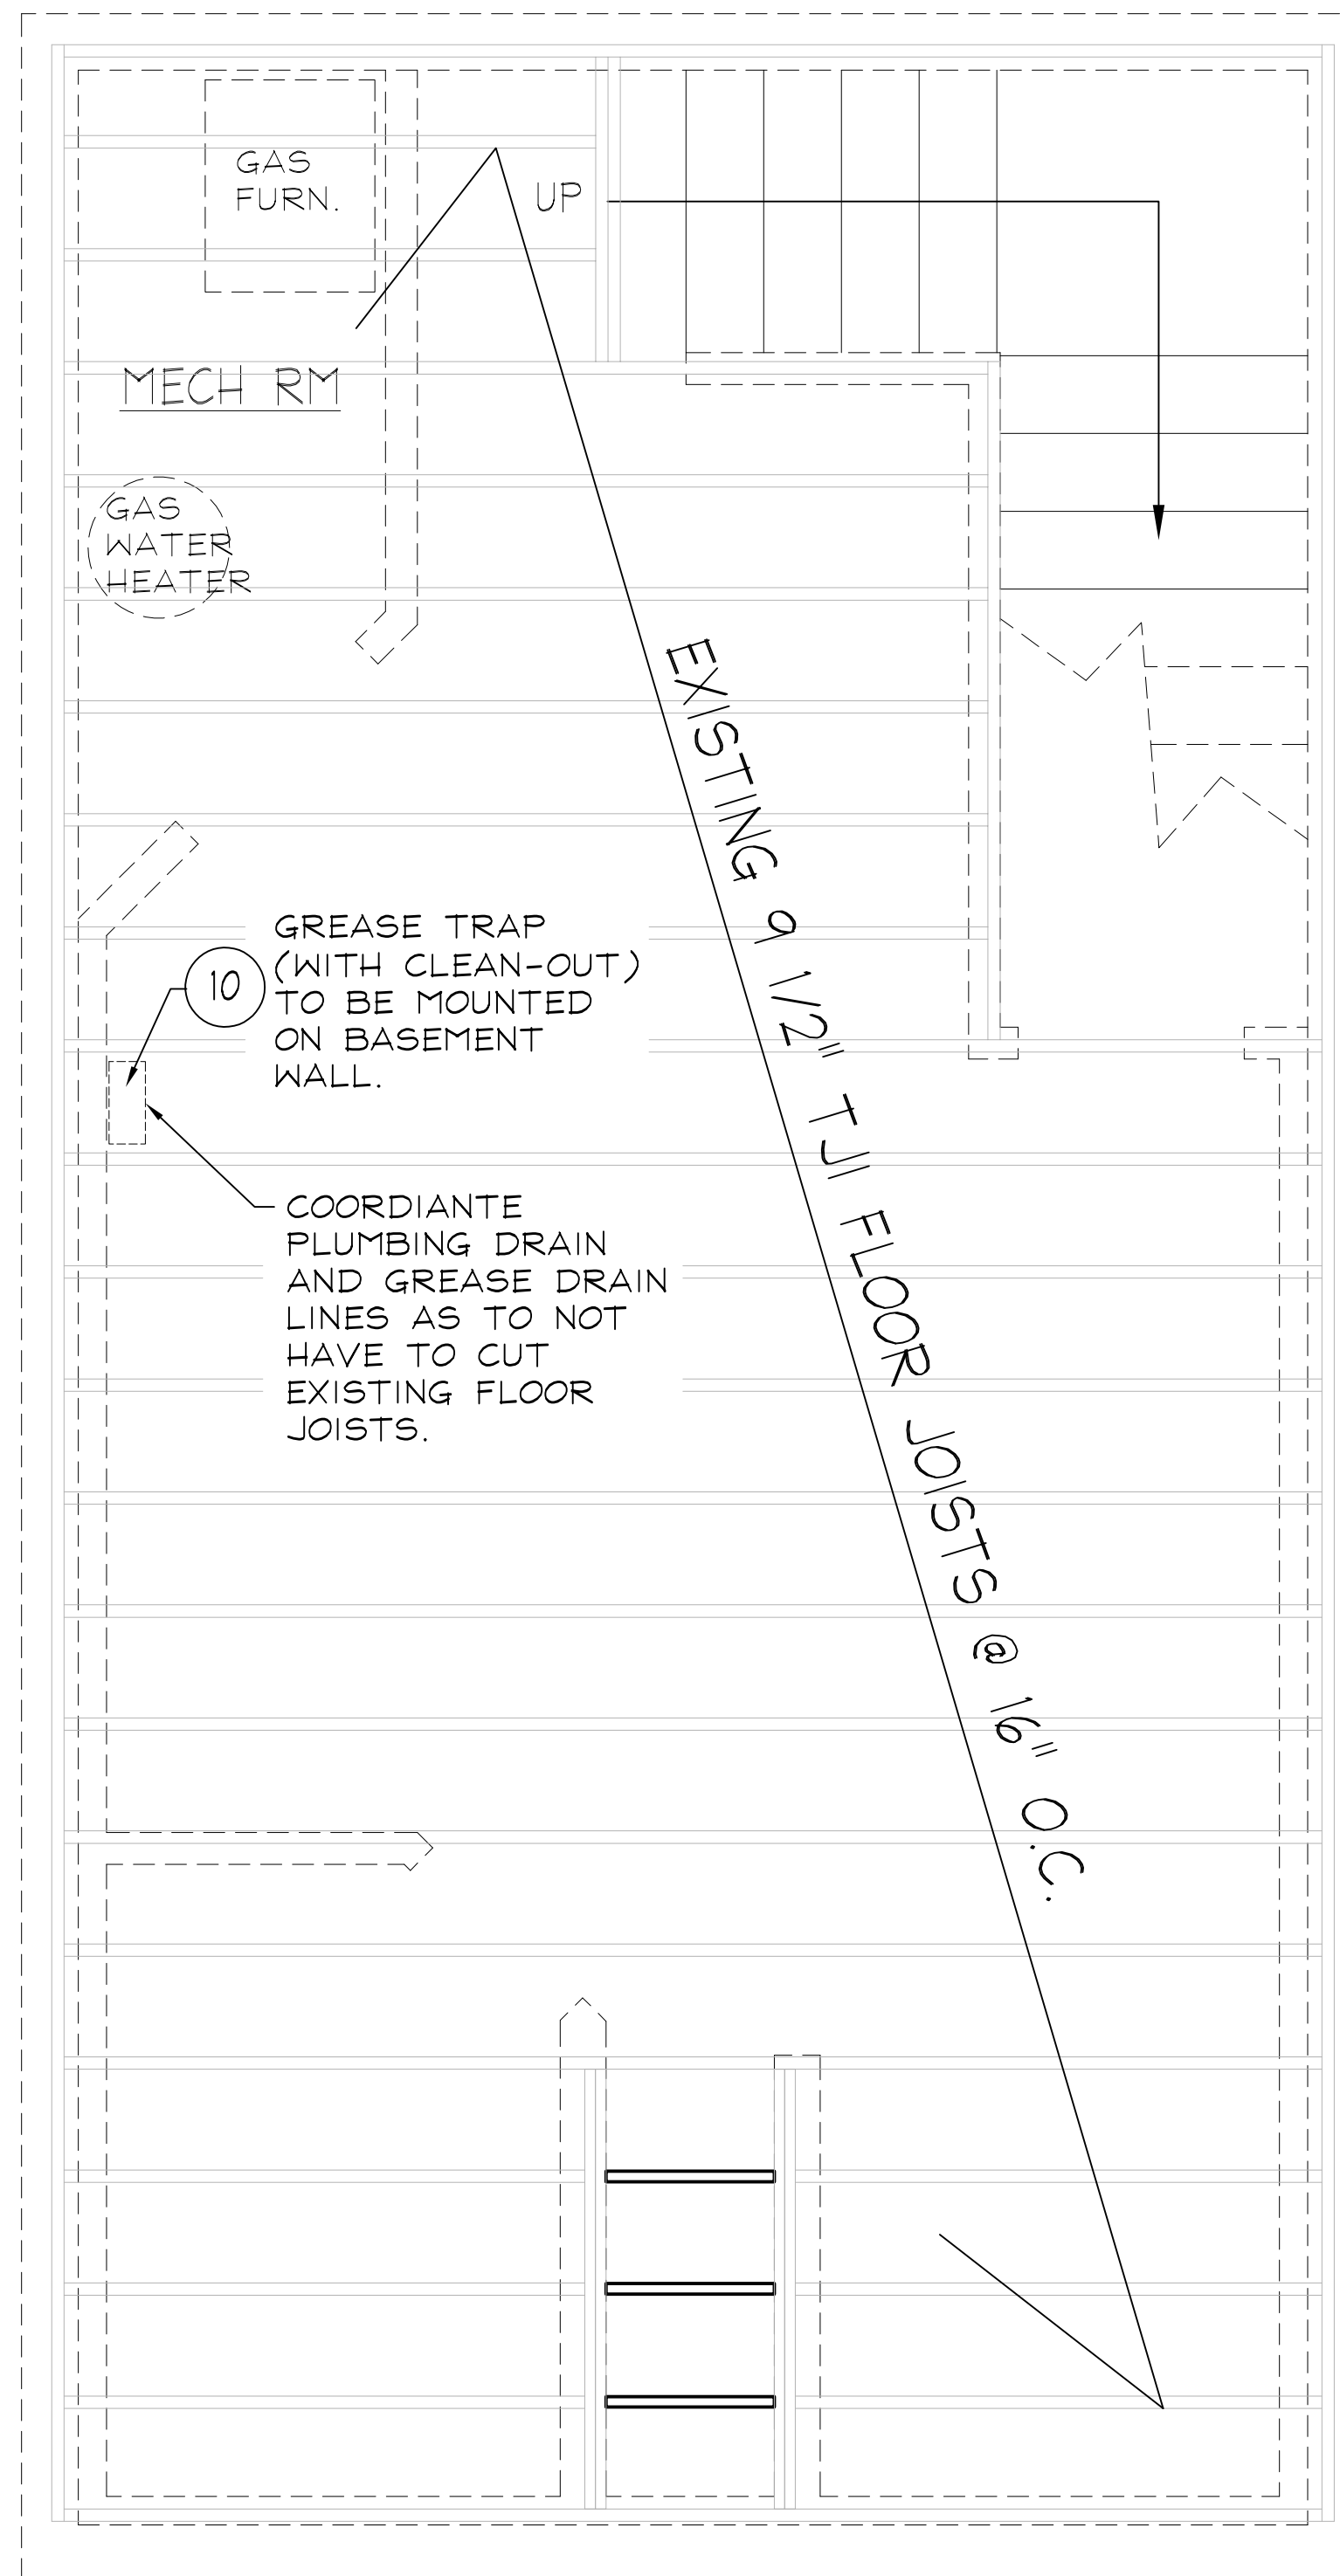 GAS
FURN.
UP
MECH RM
GAS
WATER
HEATER
EXISTING 9 1/2" TJI FLOOR JOISTS @ 16" O.C.
10
GREASE TRAP
(WITH CLEAN-OUT)
TO BE MOUNTED
ON BASEMENT
WALL.
COORDIANTE
PLUMBING DRAIN
AND GREASE DRAIN
LINES AS TO NOT
HAVE TO CUT
EXISTING FLOOR
JOISTS.